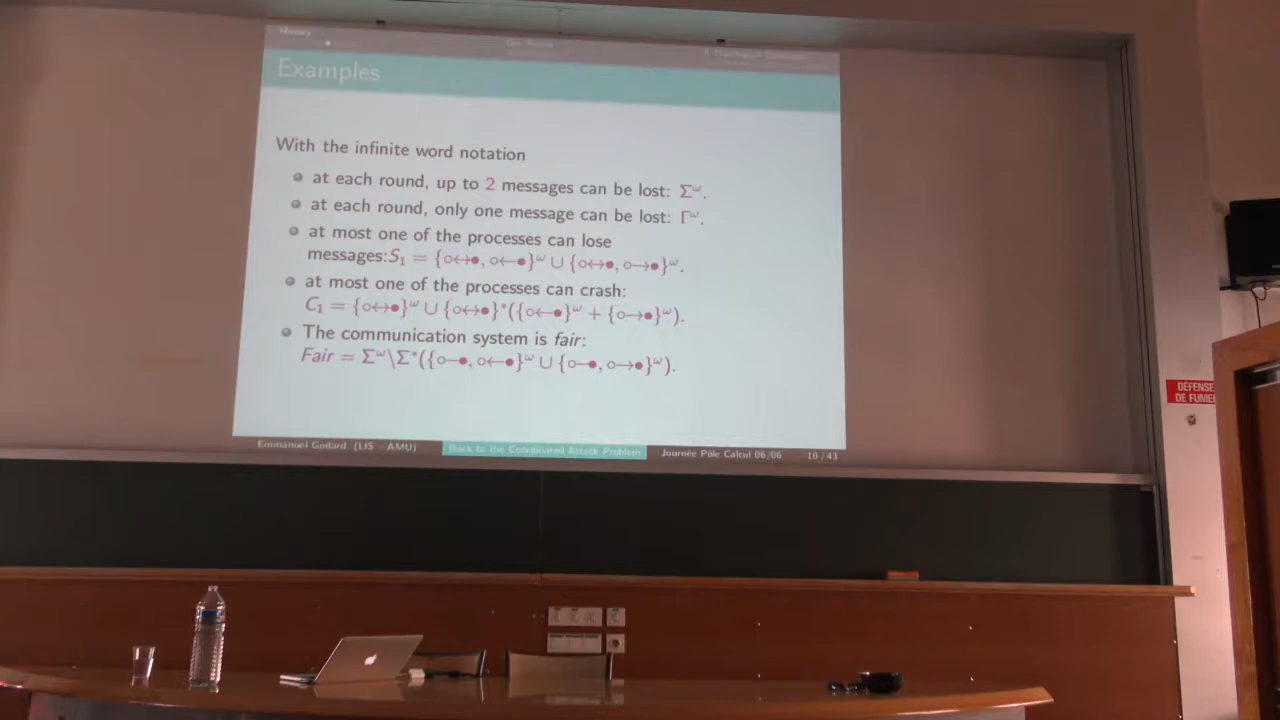 History
Examples
With the infinite word notation
at each round, up to 2 messages can be lost: Σ^ω.
at each round, only one message can be lost: Γ^ω.
at most one of the processes can lose
messages:S₁ = {○↔●, ○←●}^ω ∪ {○↔●, ○→●}^ω.
at most one of the processes can crash:
C₁ = {○↔●}^ω ∪ {○↔●}*({○←●}^ω + {○→●}^ω).
The communication system is fair:
Fair = Σ^ω\Σ*({○—●, ○←●}^ω ∪ {○—●, ○→●}^ω).
Emmanuel Godard (LIS - AMU) Back to the Coordinated Attack Problem Journée Pôle Calcul 06/06 10 / 43
DÉFENSE
DE FUMER